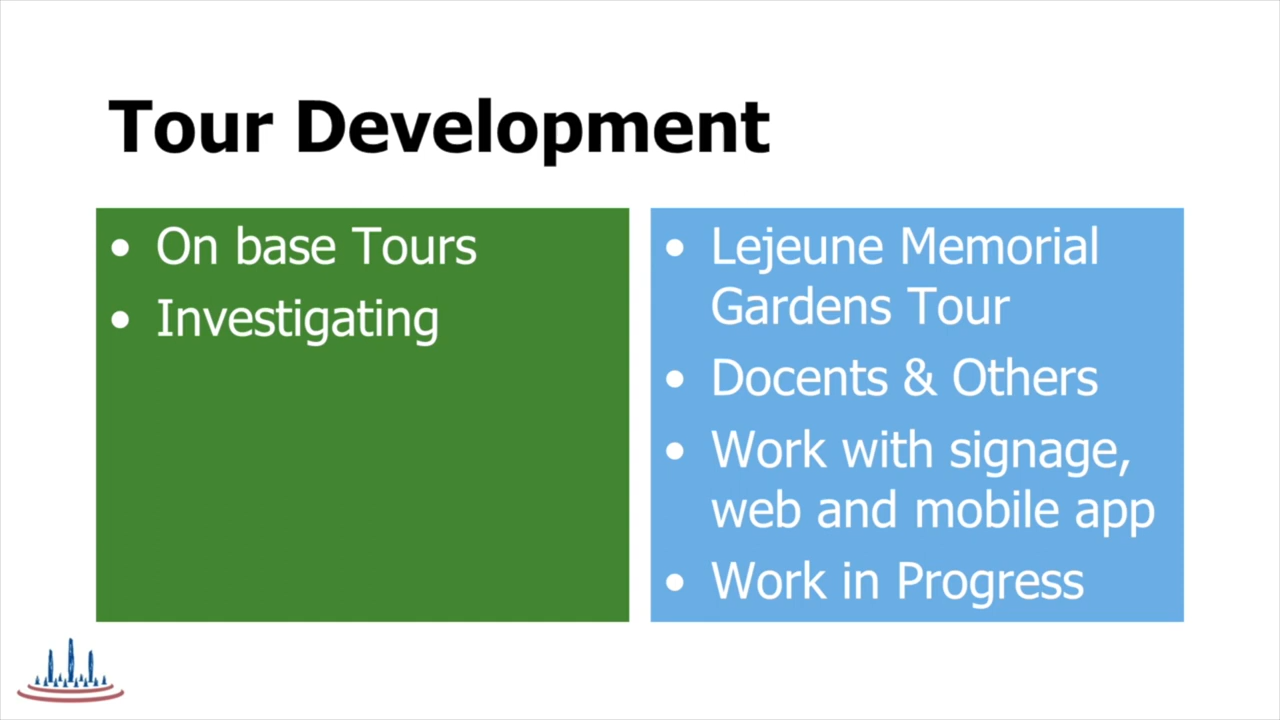 Tour Development
• On base Tours
• Investigating
• Lejeune Memorial
Gardens Tour
• Docents & Others
• Work with signage,
web and mobile app
• Work in Progress